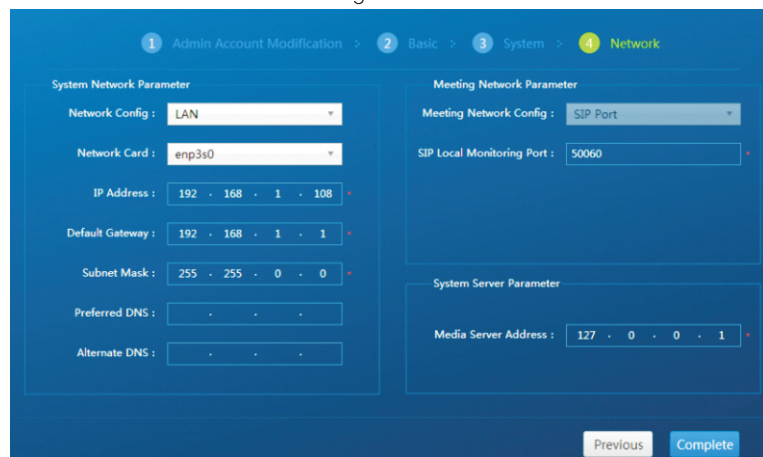 1 Admin Account Modification > 2 Basic > 3 System > 4 Network
System Network Parameter
Network Config : LAN
Network Card : enp3s0
IP Address : 192 . 168 . 1 . 108 *
Default Gateway : 192 . 168 . 1 . 1 *
Subnet Mask : 255 . 255 . 0 . 0 *
Preferred DNS : . . .
Alternate DNS : . . .
Meeting Network Parameter
Meeting Network Config : SIP Port
SIP Local Monitoring Port : 50060 *
System Server Parameter
Media Server Address : 127 . 0 . 0 . 1 *
Previous Complete